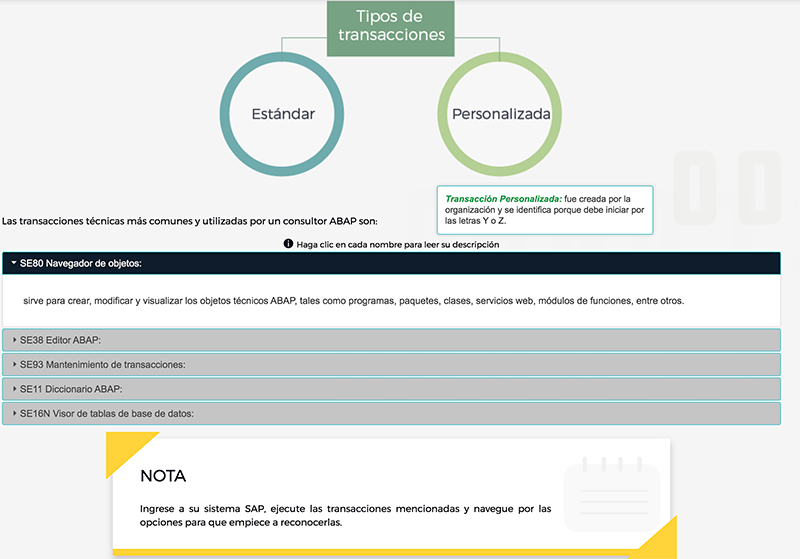 Tipos de
transacciones
Estándar
Personalizada
Transacción Personalizada: fue creada por la
organización y se identifica porque debe iniciar por
las letras Y o Z.
Las transacciones técnicas más comunes y utilizadas por un consultor ABAP son:
Haga clic en cada nombre para leer su descripción
SE80 Navegador de objetos:
sirve para crear, modificar y visualizar los objetos técnicos ABAP, tales como programas, paquetes, clases, servicios web, módulos de funciones, entre otros.
SE38 Editor ABAP:
SE93 Mantenimiento de transacciones:
SE11 Diccionario ABAP:
SE16N Visor de tablas de base de datos:
NOTA
Ingrese a su sistema SAP, ejecute las transacciones mencionadas y navegue por las
opciones para que empiece a reconocerlas.